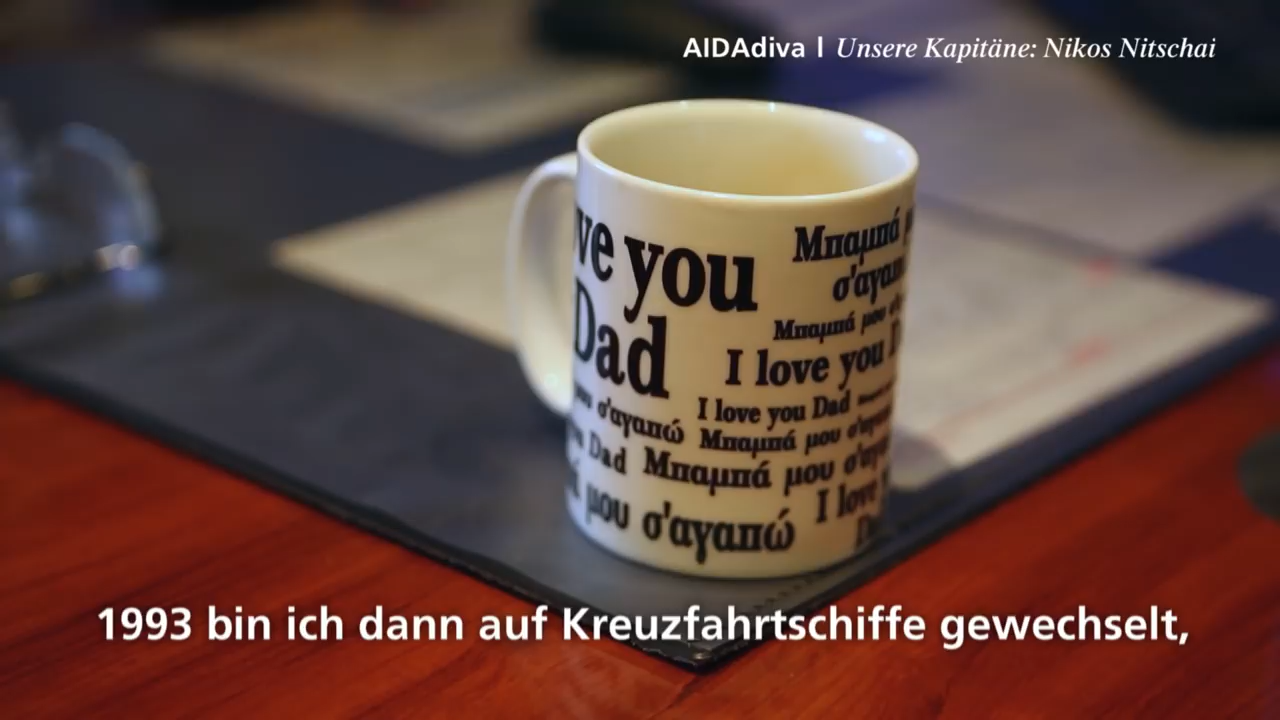 AIDAdiva | Unsere Kapitäne: Nikos Nitschai
you
Dad
Μπαμπά
σ'αγαπώ
Μπαμπά μου
I love you
I love you Dad
σ'αγαπώ
Μπαμπά μου
Dad
Μπαμπά μου
μου σ'αγαπώ
I love
1993 bin ich dann auf Kreuzfahrtschiffe gewechselt,